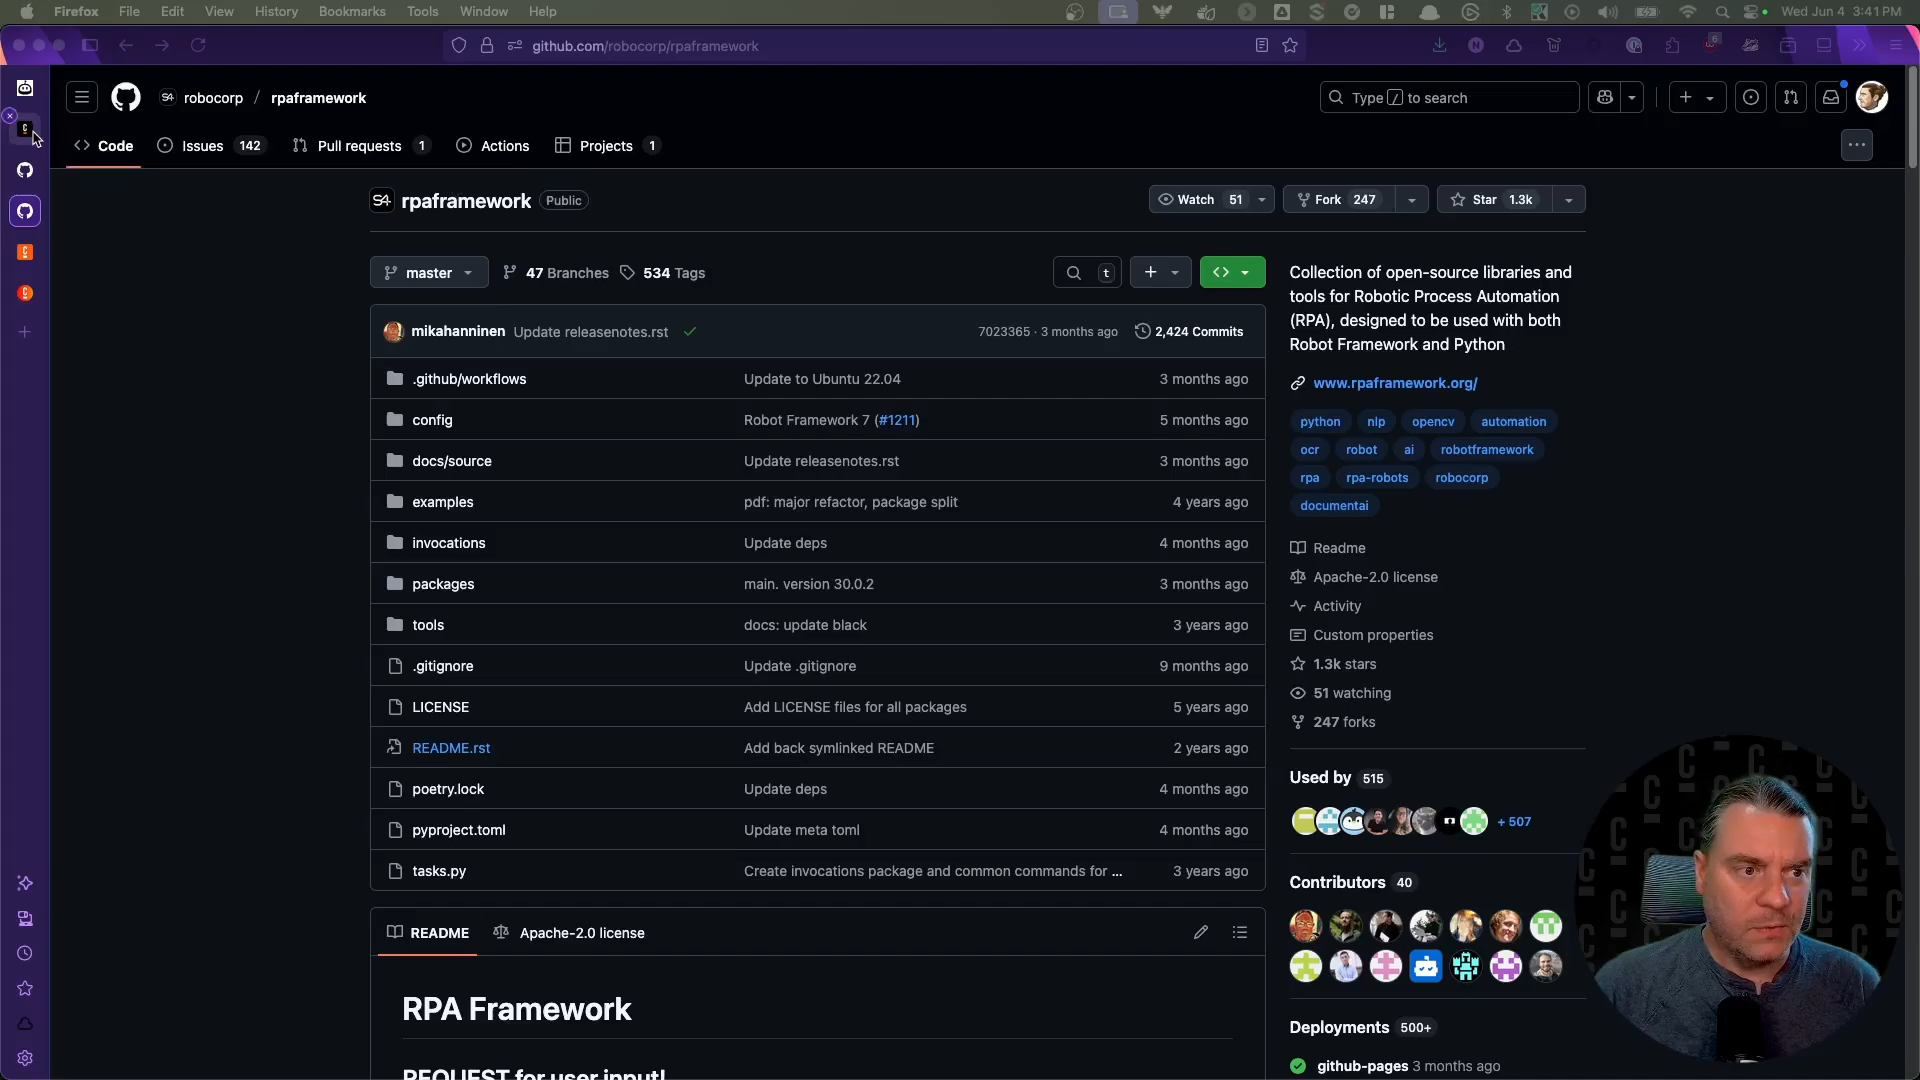 Firefox File Edit View History Bookmarks Tools Window Help Wed Jun 4 3:41 PM
github.com/robocorp/rpaframework 6
robocorp / rpaframework Type / to search
Code Issues 142 Pull requests 1 Actions Projects 1
S4 rpaframework Public Watch 51 Fork 247 Star 1.3k
master 47 Branches 534 Tags t
mikahanninen Update releasenotes.rst 7023365 · 3 months ago 2,424 Commits
.github/workflows Update to Ubuntu 22.04 3 months ago
config Robot Framework 7 (#1211) 5 months ago
docs/source Update releasenotes.rst 3 months ago
examples pdf: major refactor, package split 4 years ago
invocations Update deps 4 months ago
packages main. version 30.0.2 3 months ago
tools docs: update black 3 years ago
.gitignore Update .gitignore 9 months ago
LICENSE Add LICENSE files for all packages 5 years ago
README.rst Add back symlinked README 2 years ago
poetry.lock Update deps 4 months ago
pyproject.toml Update meta toml 4 months ago
tasks.py Create invocations package and common commands for ... 3 years ago
README Apache-2.0 license
RPA Framework
REQUEST for user input!
Collection of open-source libraries and
tools for Robotic Process Automation
(RPA), designed to be used with both
Robot Framework and Python
www.rpaframework.org/
python nlp opencv automation
ocr robot ai robotframework
rpa rpa-robots robocorp
documentai
Readme
Apache-2.0 license
Activity
Custom properties
1.3k stars
51 watching
247 forks
Used by 515
+ 507
Contributors 40
Deployments 500+
github-pages 3 months ago